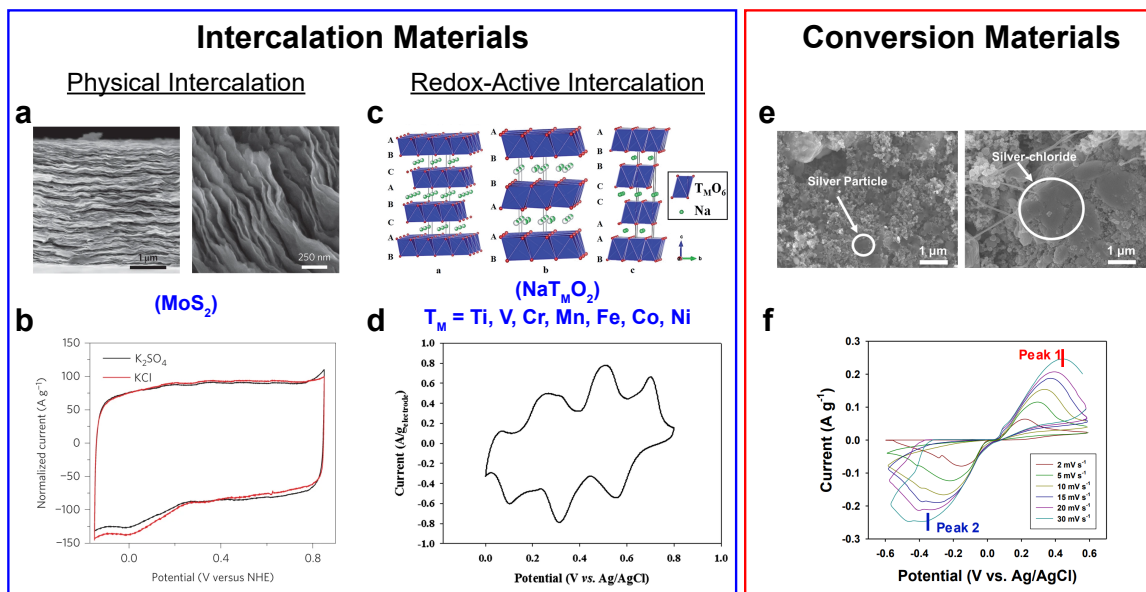 Intercalation Materials
Physical Intercalation
Redox-Active Intercalation
a
1 μm
250 nm
(MoS₂)
b
Normalized current (A g⁻¹)
150
100
50
0
−50
−100
−150
K₂SO₄
KCl
0
0.4
0.8
Potential (V versus NHE)
c
A
B
C
A
B
C
A
B
a
A
B
B
A
A
B
b
A
B
B
C
C
A
A
B
c
T_MO₆
Na
c
b
a
(NaT_MO₂)
T_M = Ti, V, Cr, Mn, Fe, Co, Ni
d
Current (A/g_electrode)
1.0
0.8
0.6
0.4
0.2
0.0
-0.2
-0.4
-0.6
-0.8
-1.0
0.0
0.2
0.4
0.6
0.8
1.0
Potential (V vs. Ag/AgCl)
Conversion Materials
e
Silver Particle
1 μm
Silver-chloride
1 μm
f
Current (A g⁻¹)
0.3
0.2
0.1
0.0
-0.1
-0.2
-0.3
Peak 1
Peak 2
2 mV s⁻¹
5 mV s⁻¹
10 mV s⁻¹
15 mV s⁻¹
20 mV s⁻¹
30 mV s⁻¹
-0.6
-0.4
-0.2
0.0
0.2
0.4
0.6
Potential (V vs. Ag/AgCl)